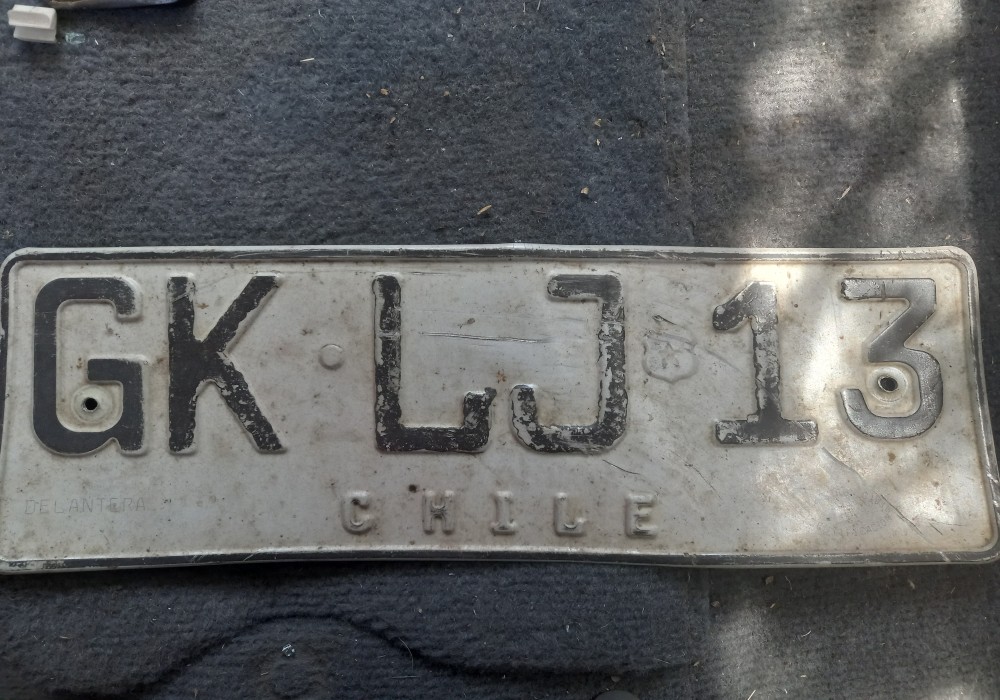 GK·LJ 13
DELANTERA
CHILE